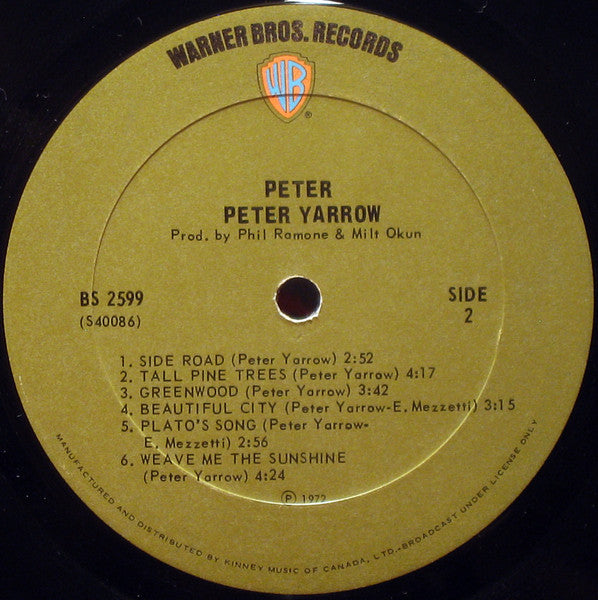 WARNER BROS. RECORDS
WB
®
PETER
PETER YARROW
Prod. by Phil Ramone & Milt Okun
BS 2599
(S40086)
SIDE
2
1. SIDE ROAD (Peter Yarrow) 2:52
2. TALL PINE TREES (Peter Yarrow) 4:17
3. GREENWOOD (Peter Yarrow) 3:42
4. BEAUTIFUL CITY (Peter Yarrow-E. Mezzetti) 3:15
5. PLATO'S SONG (Peter Yarrow-
E. Mezzetti) 2:56
6. WEAVE ME THE SUNSHINE
(Peter Yarrow) 4:24
℗ 1972
MANUFACTURED AND DISTRIBUTED BY KINNEY MUSIC OF CANADA, LTD.-BROADCAST UNDER LICENSE ONLY